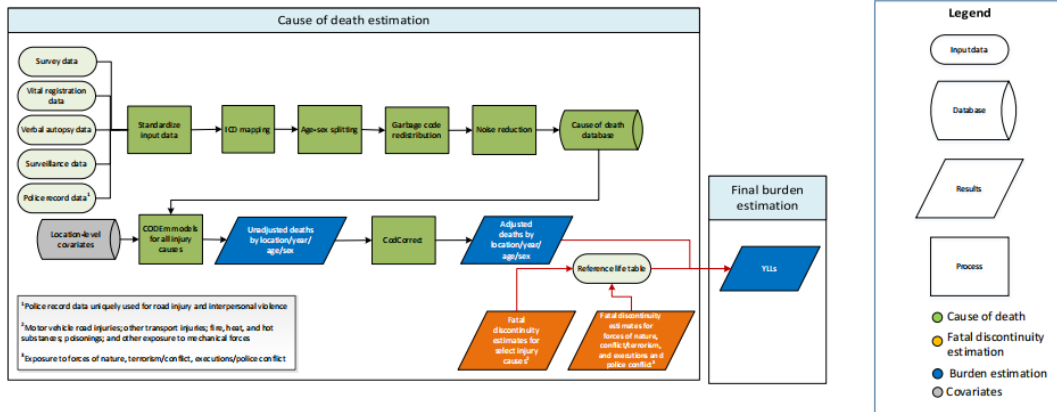 Cause of death estimation
Survey data
Vital registration
data
Verbal autopsy data
Surveillance data
Police record data¹
Standardize
input data
ICD mapping
Age-sex splitting
Garbage code
redistribution
Noise reduction
Cause of death
database
Location-level
covariates
CODEm models
for all injury
causes
Unadjusted deaths
by location/year/
age/sex
CodCorrect
Adjusted deaths
by location/year/
age/sex
Reference life table
Fatal
discontinuity
estimates for
select injury
causes²
Fatal discontinuity
estimates for
forces of nature,
conflict/terrorism,
and executions and
police conflict³
¹Police record data uniquely used for road injury and interpersonal violence
²Motor vehicle road injuries; other transport injuries; fire, heat, and hot
substances; poisonings; and other exposure to mechanical forces
³Exposure to forces of nature, terrorism/conflict, executions/police conflict
Final burden
estimation
YLLs
Legend
Input data
Database
Results
Process
Cause of death
Fatal discontinuity
estimation
Burden estimation
Covariates